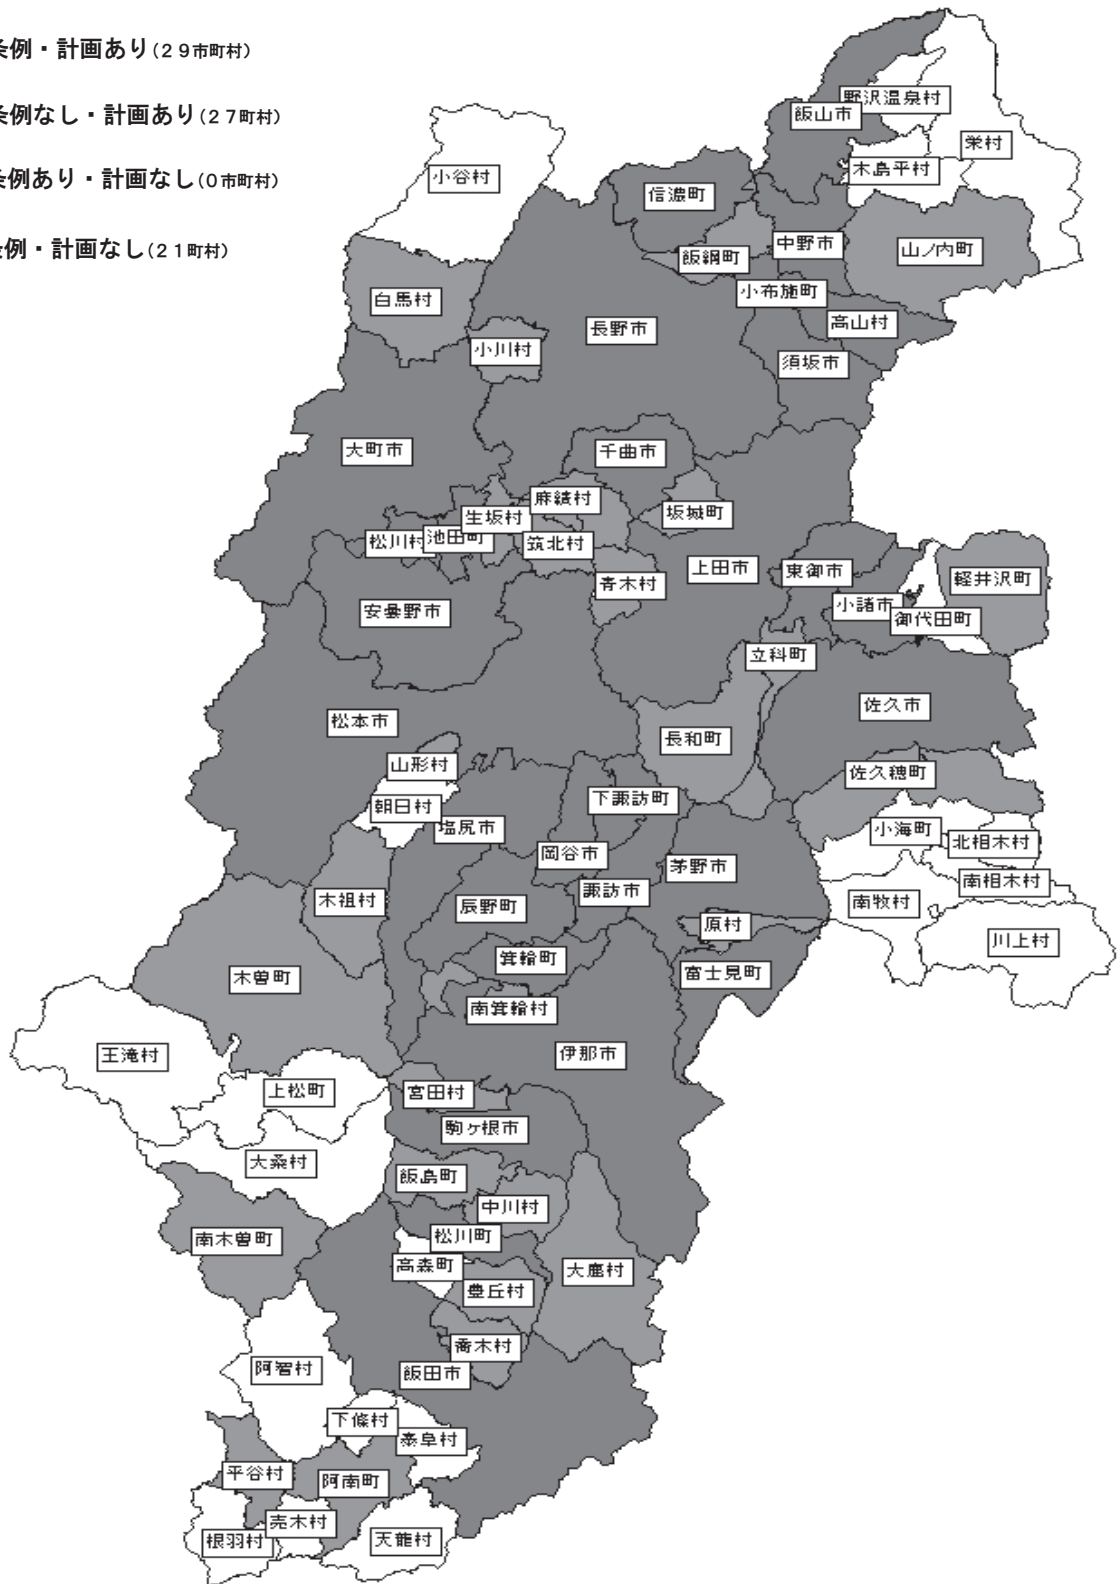 条例・計画あり(29市町村)
条例なし・計画あり(27町村)
条例あり・計画なし(0市町村)
条例・計画なし(21町村)
野沢温泉村
飯山市
栄村
木島平村
小谷村
信濃町
中野市
山ノ内町
飯綱町
小布施町
白馬村
高山村
長野市
小川村
須坂市
大町市
千曲市
麻績村
坂城町
生坂村
松川村
池田町
筑北村
上田市
東御市
軽井沢町
青木村
小諸市
安曇野市
御代田町
立科町
佐久市
松本市
長和町
山形村
佐久穂町
朝日村
下諏訪町
塩尻市
小海町
北相木村
岡谷市
茅野市
南相木村
諏訪市
木祖村
辰野町
南牧村
原村
川上村
箕輪町
富士見町
木曽町
南箕輪村
伊那市
王滝村
上松町
宮田村
駒ヶ根市
大桑村
飯島町
中川村
南木曽町
松川町
高森町
大鹿村
豊丘村
喬木村
阿智村
飯田市
下條村
泰阜村
平谷村
阿南町
売木村
根羽村
天龍村